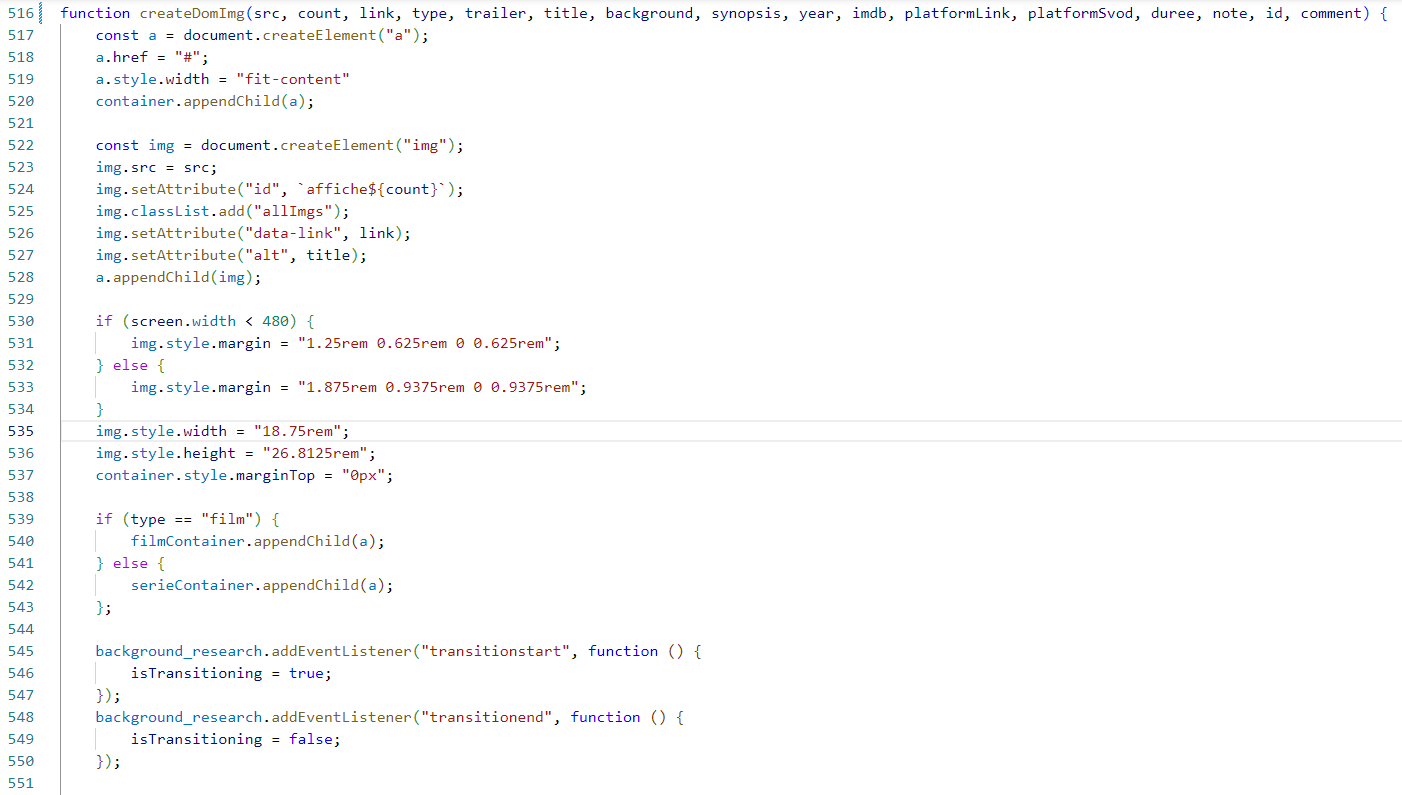 516 function createDomImg(src, count, link, type, trailer, title, background, synopsis, year, imdb, platformLink, platformSvod, duree, note, id, comment) {
517     const a = document.createElement("a");
518     a.href = "#";
519     a.style.width = "fit-content"
520     container.appendChild(a);
521
522     const img = document.createElement("img");
523     img.src = src;
524     img.setAttribute("id", `affiche${count}`);
525     img.classList.add("allImgs");
526     img.setAttribute("data-link", link);
527     img.setAttribute("alt", title);
528     a.appendChild(img);
529
530     if (screen.width < 480) {
531         img.style.margin = "1.25rem 0.625rem 0 0.625rem";
532     } else {
533         img.style.margin = "1.875rem 0.9375rem 0 0.9375rem";
534     }
535     img.style.width = "18.75rem";
536     img.style.height = "26.8125rem";
537     container.style.marginTop = "0px";
538
539     if (type == "film") {
540         filmContainer.appendChild(a);
541     } else {
542         serieContainer.appendChild(a);
543     };
544
545     background_research.addEventListener("transitionstart", function () {
546         isTransitioning = true;
547     });
548     background_research.addEventListener("transitionend", function () {
549         isTransitioning = false;
550     });
551